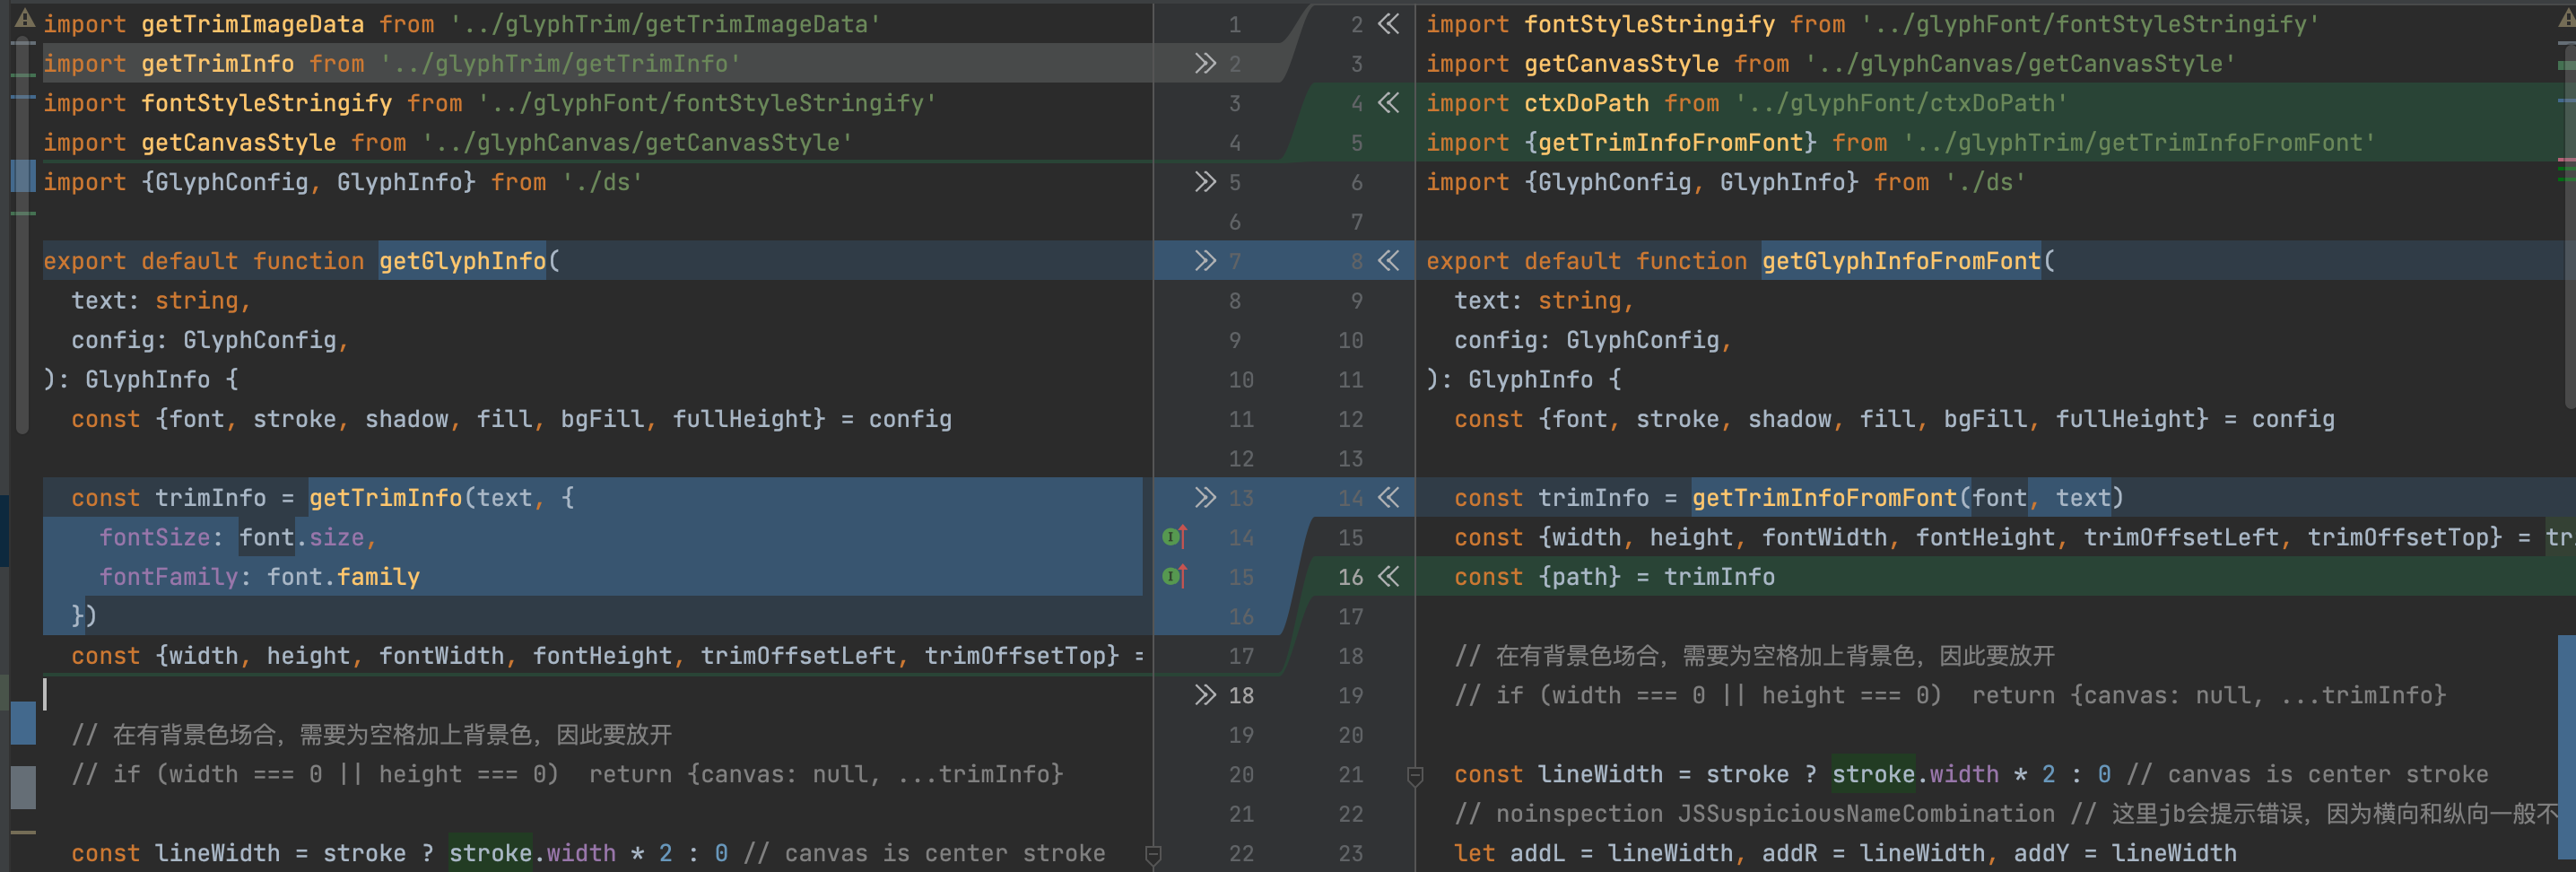 import getTrimImageData from '../glyphTrim/getTrimImageData'
import getTrimInfo from '../glyphTrim/getTrimInfo'
import fontStyleStringify from '../glyphFont/fontStyleStringify'
import getCanvasStyle from '../glyphCanvas/getCanvasStyle'
import {GlyphConfig, GlyphInfo} from './ds'
export default function getGlyphInfo(
text: string,
config: GlyphConfig,
): GlyphInfo {
const {font, stroke, shadow, fill, bgFill, fullHeight} = config
const trimInfo = getTrimInfo(text, {
fontSize: font.size,
fontFamily: font.family
})
const {width, height, fontWidth, fontHeight, trimOffsetLeft, trimOffsetTop} =
// 在有背景色场合，需要为空格加上背景色，因此要放开
// if (width === 0 || height === 0)  return {canvas: null, ...trimInfo}
const lineWidth = stroke ? stroke.width * 2 : 0 // canvas is center stroke
1
2
3
4
5
6
7
8
9
10
11
12
13
14
15
16
17
18
19
20
21
22
2
3
4
5
6
7
8
9
10
11
12
13
14
15
16
17
18
19
20
21
22
23
import fontStyleStringify from '../glyphFont/fontStyleStringify'
import getCanvasStyle from '../glyphCanvas/getCanvasStyle'
import ctxDoPath from '../glyphFont/ctxDoPath'
import {getTrimInfoFromFont} from '../glyphTrim/getTrimInfoFromFont'
import {GlyphConfig, GlyphInfo} from './ds'
export default function getGlyphInfoFromFont(
text: string,
config: GlyphConfig,
): GlyphInfo {
const {font, stroke, shadow, fill, bgFill, fullHeight} = config
const trimInfo = getTrimInfoFromFont(font, text)
const {width, height, fontWidth, fontHeight, trimOffsetLeft, trimOffsetTop} = tr
const {path} = trimInfo
// 在有背景色场合，需要为空格加上背景色，因此要放开
// if (width === 0 || height === 0)  return {canvas: null, ...trimInfo}
const lineWidth = stroke ? stroke.width * 2 : 0 // canvas is center stroke
// noinspection JSSuspiciousNameCombination // 这里jb会提示错误，因为横向和纵向一般不
let addL = lineWidth, addR = lineWidth, addY = lineWidth